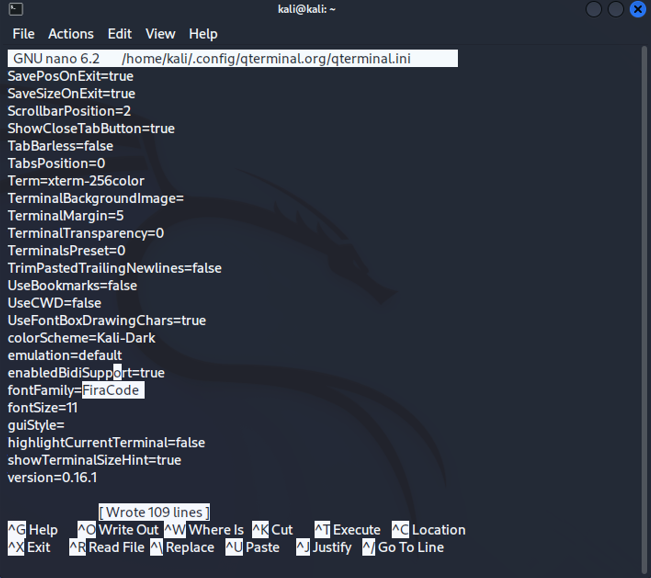 kali@kali: ~
File Actions Edit View Help
GNU nano 6.2 /home/kali/.config/qterminal.org/qterminal.ini
SavePosOnExit=true
SaveSizeOnExit=true
ScrollbarPosition=2
ShowCloseTabButton=true
TabBarless=false
TabsPosition=0
Term=xterm-256color
TerminalBackgroundImage=
TerminalMargin=5
TerminalTransparency=0
TerminalsPreset=0
TrimPastedTrailingNewlines=false
UseBookmarks=false
UseCWD=false
UseFontBoxDrawingChars=true
colorScheme=Kali-Dark
emulation=default
enabledBidiSupport=true
fontFamily=FiraCode
fontSize=11
guiStyle=
highlightCurrentTerminal=false
showTerminalSizeHint=true
version=0.16.1
[ Wrote 109 lines ]
^G Help ^O Write Out ^W Where Is ^K Cut ^T Execute ^C Location
^X Exit ^R Read File ^\ Replace ^U Paste ^J Justify ^/ Go To Line